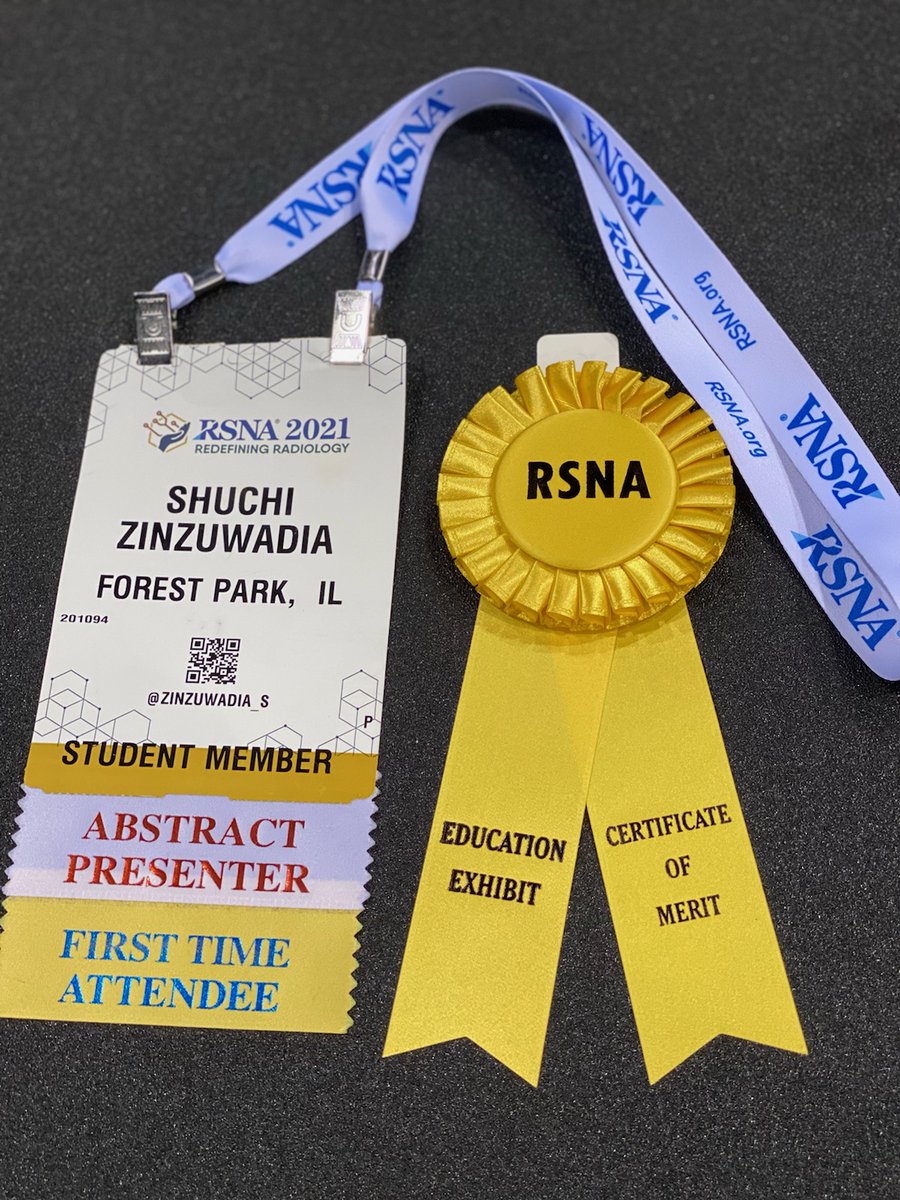 RSNA®
RSNA®
RSNA
RSNA®
RSNA.org
RSNA.org
RSNA
RSNA
RSNA® 2021
REDEFINING RADIOLOGY
SHUCHI
ZINZUWADIA
FOREST PARK, IL
201094
@ZINZUWADIA_S
P
STUDENT MEMBER
ABSTRACT
PRESENTER
FIRST TIME
ATTENDEE
RSNA
EDUCATION
EXHIBIT
CERTIFICATE
OF
MERIT